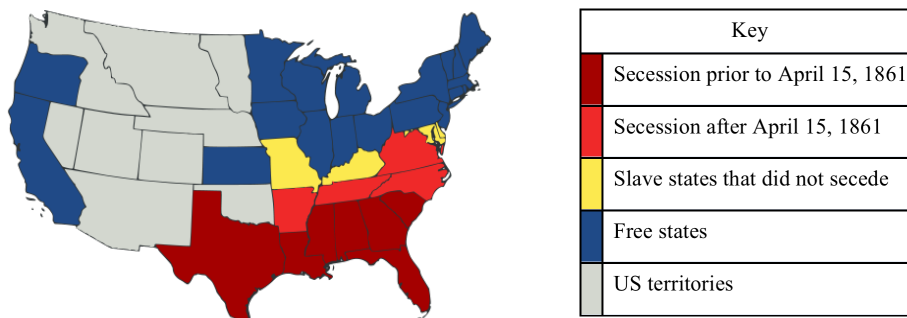 Key
Secession prior to April 15, 1861
Secession after April 15, 1861
Slave states that did not secede
Free states
US territories